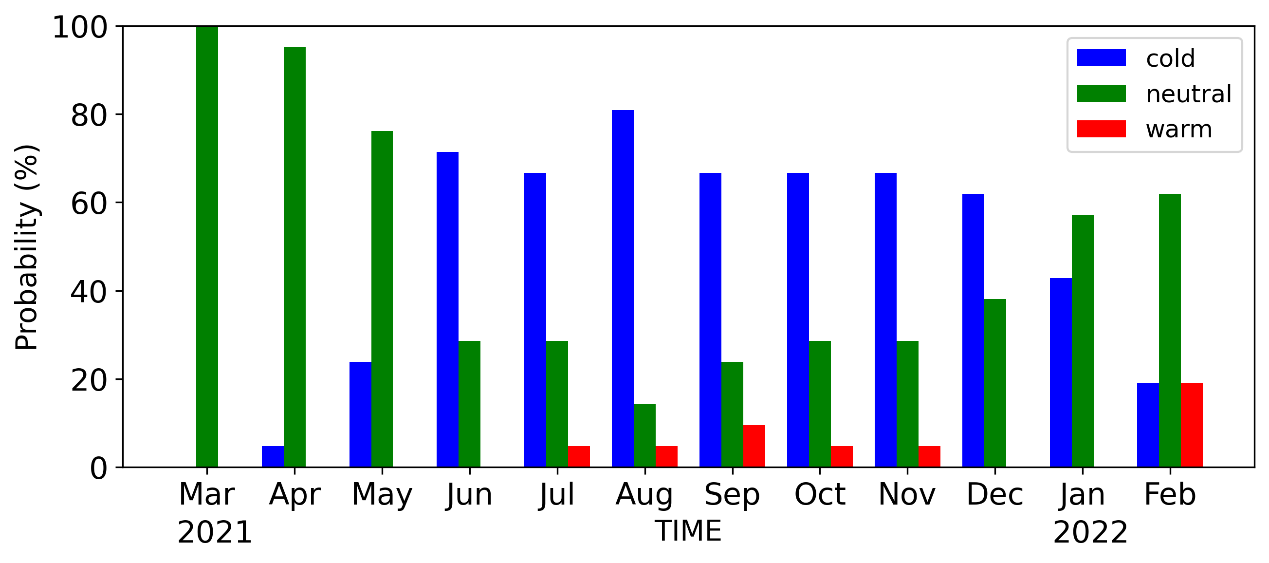 100
80
60
40
20
0
Probability (%)
cold
neutral
warm
Mar Apr May Jun Jul Aug Sep Oct Nov Dec Jan Feb
2021 TIME 2022